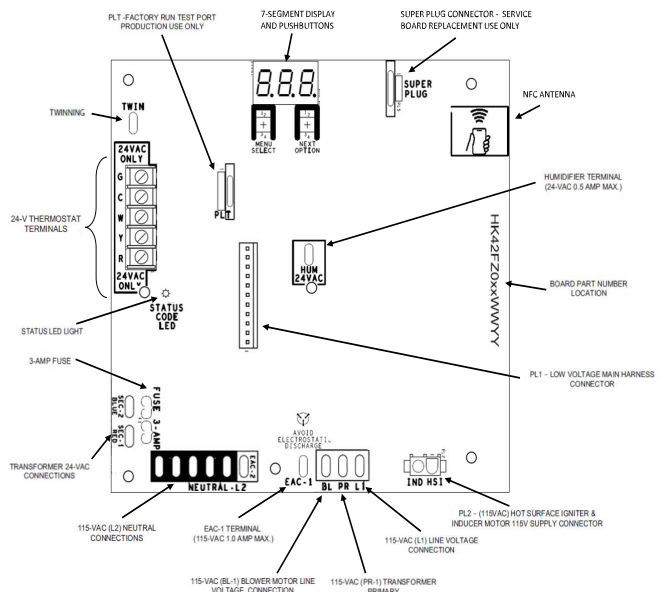 PLT -FACTORY RUN TEST PORT
PRODUCTION USE ONLY
7-SEGMENT DISPLAY
AND PUSHBUTTONS
SUPER PLUG CONNECTOR - SERVICE
BOARD REPLACEMENT USE ONLY
8.8.8.
SUPER
PLUG
PL3
NFC ANTENNA
TWINNING
TWIN
MENU
SELECT
NEXT
OPTION
24VAC
ONLY
G
C
W
Y
R
24VAC
ONLY
24-V THERMOSTAT
TERMINALS
PLT
HUMIDIFIER TERMINAL
(24-VAC 0.5 AMP MAX.)
HUM
24VAC
HK42FZ0xxWWYY
BOARD PART NUMBER
LOCATION
STATUS
CODE
LED
STATUS LED LIGHT
3-AMP FUSE
PL1 – LOW VOLTAGE MAIN HARNESS
CONNECTOR
FUSE 3-AMP
SEC-2
BLUE
SEC-1
RED
TRANSFORMER 24-VAC
CONNECTIONS
AVOID
ELECTROSTATIC
DISCHARGE
EAC-2
NEUTRAL-L2
EAC-1
BL PR L1
IND HSI
115-VAC (L2) NEUTRAL
CONNECTIONS
EAC-1 TERMINAL
(115-VAC 1.0 AMP MAX.)
115-VAC (L1) LINE VOLTAGE
CONNECTION
PL2 – (115VAC) HOT SURFACE IGNITER &
INDUCER MOTOR 115V SUPPLY CONNECTOR
115-VAC (BL-1) BLOWER MOTOR LINE
VOLTAGE CONNECTION
115-VAC (PR-1) TRANSFORMER
PRIMARY